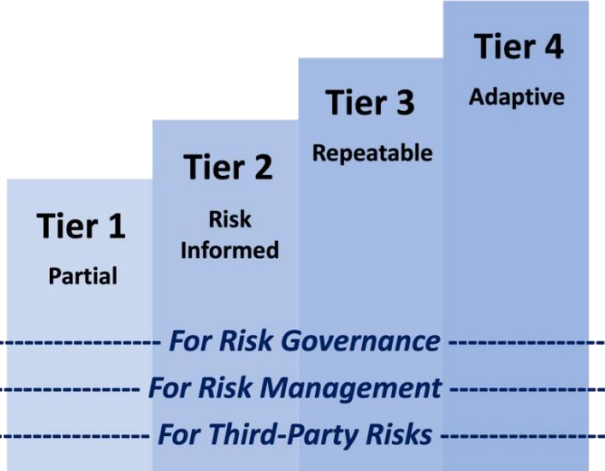 Tier 1
Partial
Tier 2
Risk
Informed
Tier 3
Repeatable
Tier 4
Adaptive
For Risk Governance
For Risk Management
For Third-Party Risks